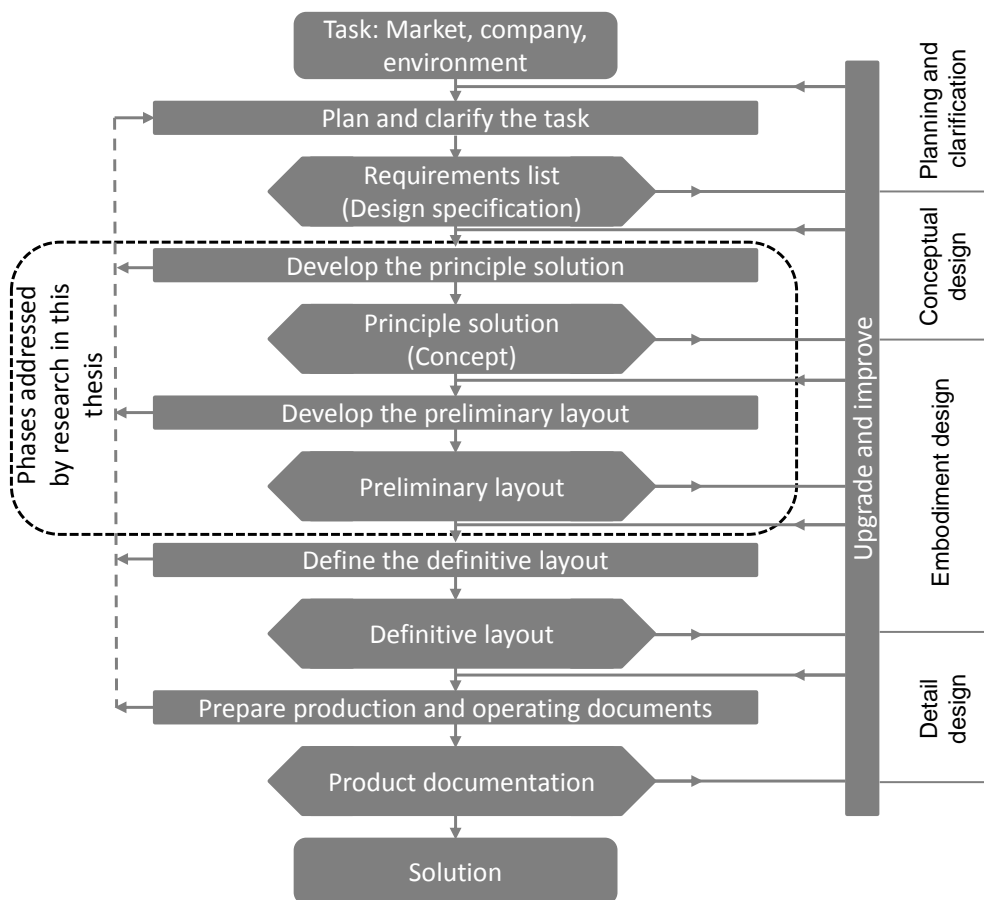 Task: Market, company,
environment
Plan and clarify the task
Requirements list
(Design specification)
Develop the principle solution
Principle solution
(Concept)
Develop the preliminary layout
Preliminary layout
Define the definitive layout
Definitive layout
Prepare production and operating documents
Product documentation
Solution
Phases addressed
by research in this
thesis
Upgrade and improve
Planning and
clarification
Conceptual
design
Embodiment design
Detail
design